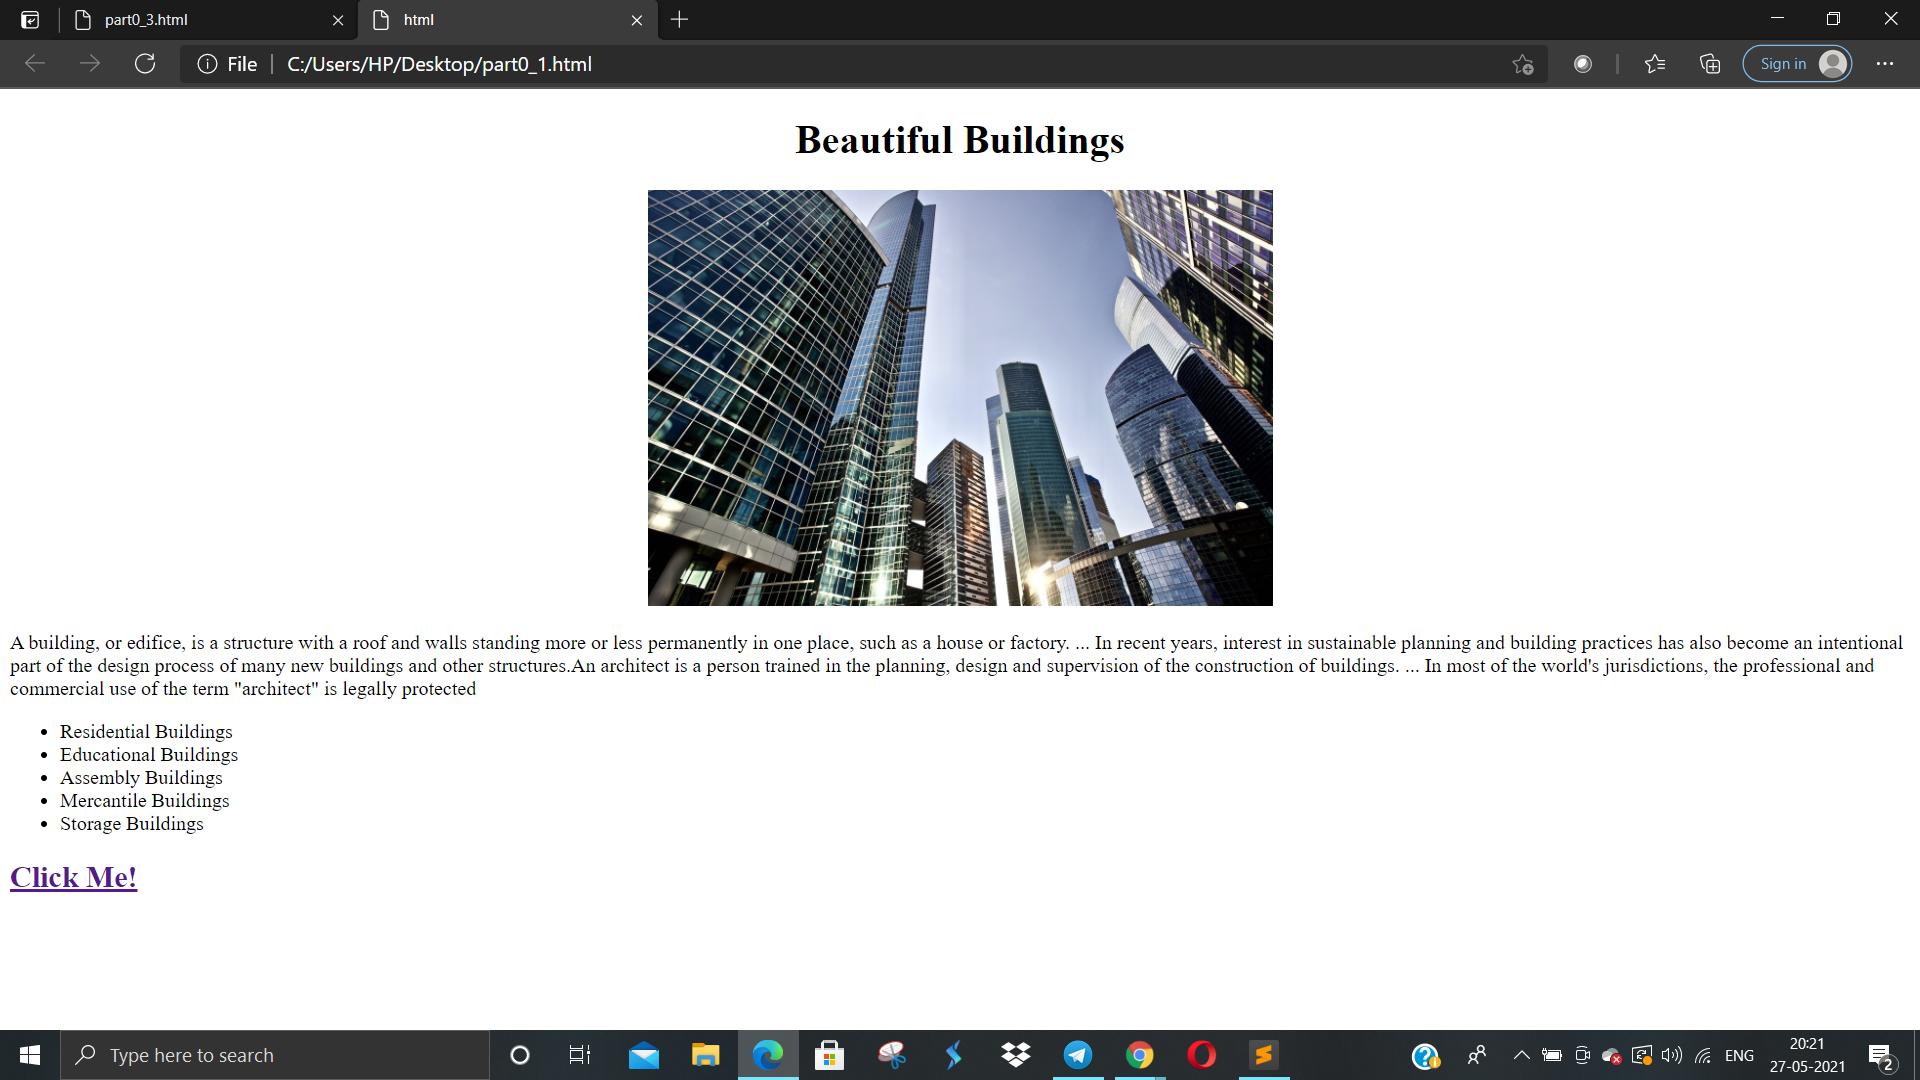 part0_3.html
html
File
C:/Users/HP/Desktop/part0_1.html
Sign in
Beautiful Buildings
A building, or edifice, is a structure with a roof and walls standing more or less permanently in one place, such as a house or factory. ... In recent years, interest in sustainable planning and building practices has also become an intentional
part of the design process of many new buildings and other structures.An architect is a person trained in the planning, design and supervision of the construction of buildings. ... In most of the world's jurisdictions, the professional and
commercial use of the term "architect" is legally protected
• Residential Buildings
• Educational Buildings
• Assembly Buildings
• Mercantile Buildings
• Storage Buildings
Click Me!
Type here to search
ENG
20:21
27-05-2021
2